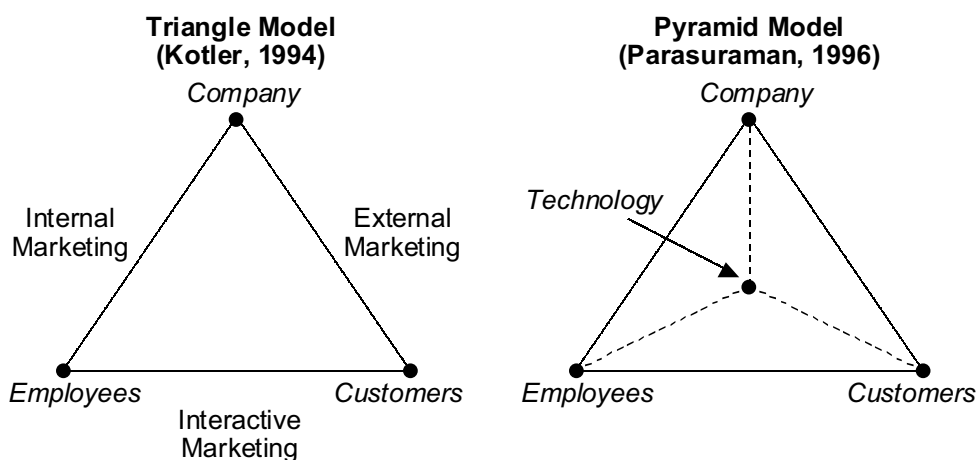 Triangle Model
(Kotler, 1994)
Company
Internal
Marketing
External
Marketing
Employees
Customers
Interactive
Marketing
Pyramid Model
(Parasuraman, 1996)
Company
Technology
Employees
Customers